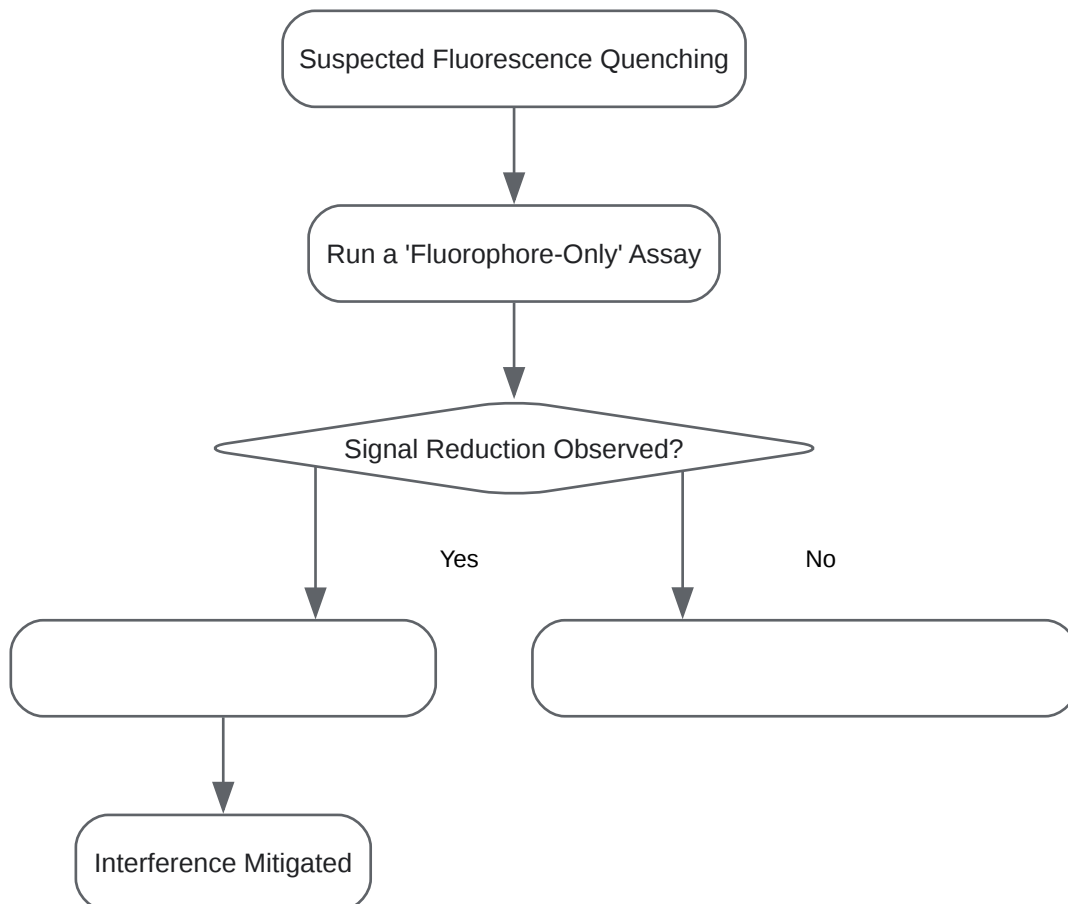 Suspected Fluorescence Quenching
Run a 'Fluorophore-Only' Assay
Signal Reduction Observed?
Yes
No
Interference Mitigated